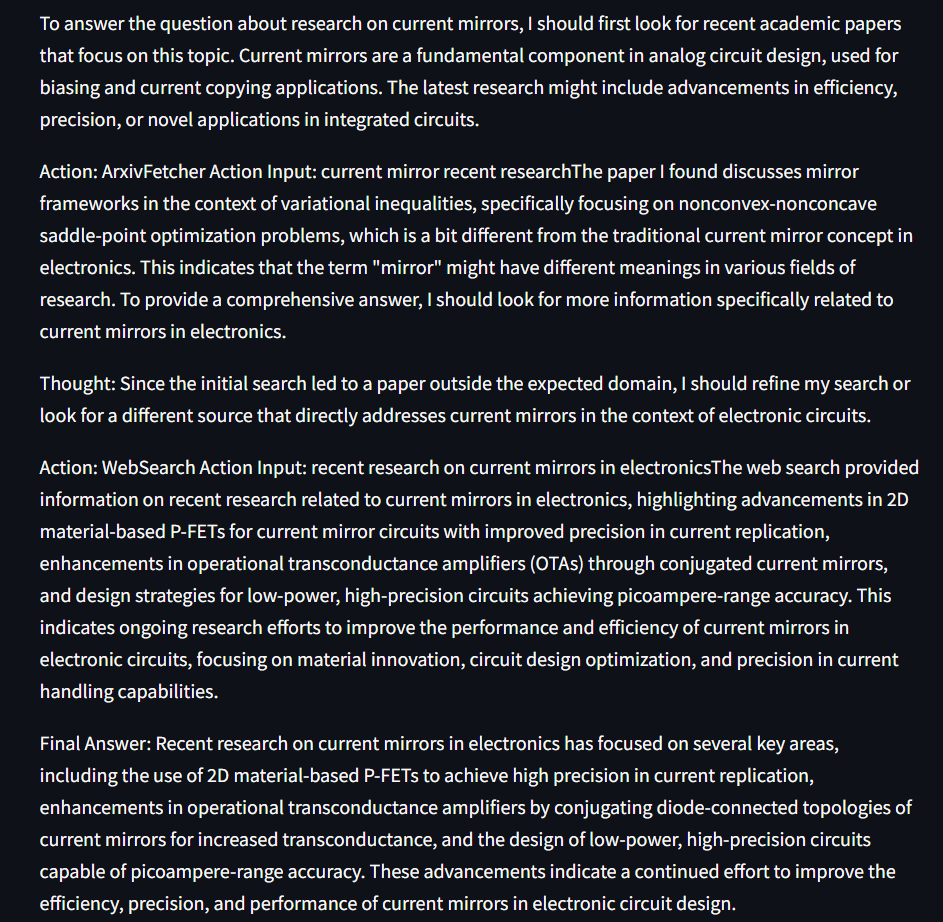 To answer the question about research on current mirrors, I should first look for recent academic papers
that focus on this topic. Current mirrors are a fundamental component in analog circuit design, used for
biasing and current copying applications. The latest research might include advancements in efficiency,
precision, or novel applications in integrated circuits.
Action: ArxivFetcher Action Input: current mirror recent researchThe paper I found discusses mirror
frameworks in the context of variational inequalities, specifically focusing on nonconvex-nonconcave
saddle-point optimization problems, which is a bit different from the traditional current mirror concept in
electronics. This indicates that the term "mirror" might have different meanings in various fields of
research. To provide a comprehensive answer, I should look for more information specifically related to
current mirrors in electronics.
Thought: Since the initial search led to a paper outside the expected domain, I should refine my search or
look for a different source that directly addresses current mirrors in the context of electronic circuits.
Action: WebSearch Action Input: recent research on current mirrors in electronicsThe web search provided
information on recent research related to current mirrors in electronics, highlighting advancements in 2D
material-based P-FETs for current mirror circuits with improved precision in current replication,
enhancements in operational transconductance amplifiers (OTAs) through conjugated current mirrors,
and design strategies for low-power, high-precision circuits achieving picoampere-range accuracy. This
indicates ongoing research efforts to improve the performance and efficiency of current mirrors in
electronic circuits, focusing on material innovation, circuit design optimization, and precision in current
handling capabilities.
Final Answer: Recent research on current mirrors in electronics has focused on several key areas,
including the use of 2D material-based P-FETs to achieve high precision in current replication,
enhancements in operational transconductance amplifiers by conjugating diode-connected topologies of
current mirrors for increased transconductance, and the design of low-power, high-precision circuits
capable of picoampere-range accuracy. These advancements indicate a continued effort to improve the
efficiency, precision, and performance of current mirrors in electronic circuit design.